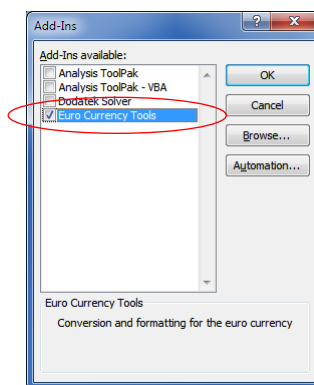 Add-Ins
Add-Ins available:
Analysis ToolPak
Analysis ToolPak - VBA
Dodatek Solver
Euro Currency Tools
OK
Cancel
Browse...
Automation...
Euro Currency Tools
Conversion and formatting for the euro currency